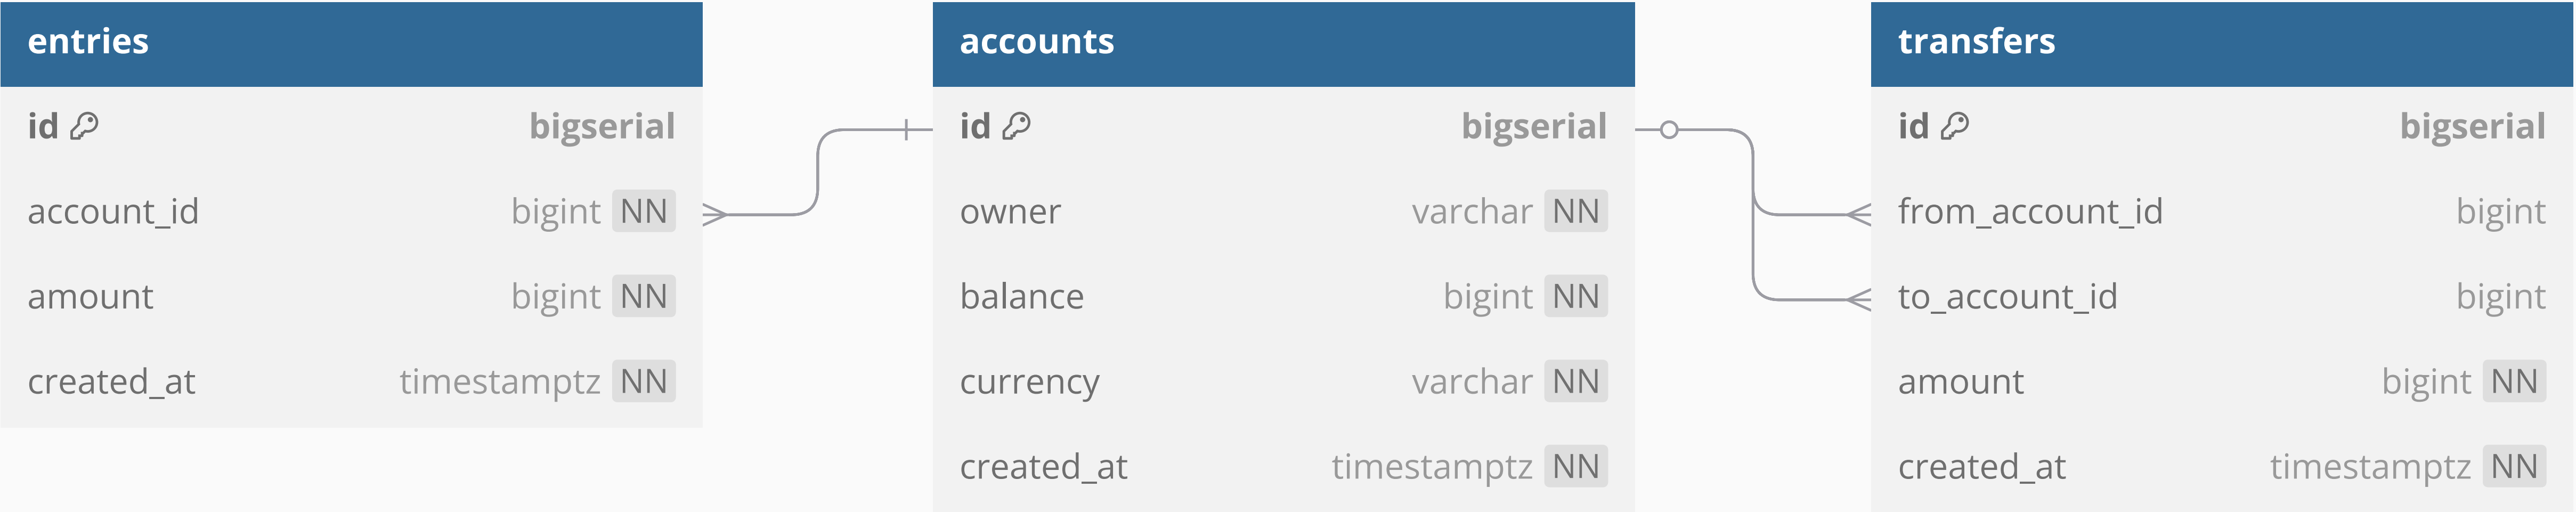 entries
id bigserial
account_id bigint NN
amount bigint NN
created_at timestamptz NN
accounts
id bigserial
owner varchar NN
balance bigint NN
currency varchar NN
created_at timestamptz NN
transfers
id bigserial
from_account_id bigint
to_account_id bigint
amount bigint NN
created_at timestamptz NN